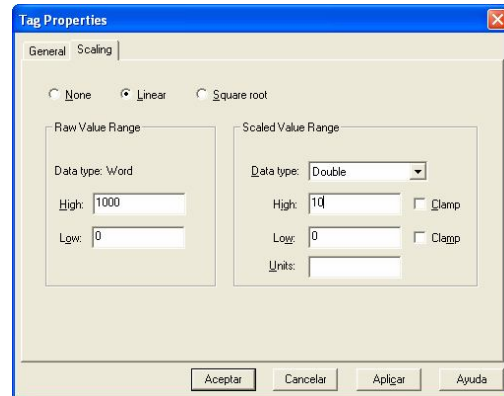 Tag Properties
General Scaling
None Linear Square root
Raw Value Range
Data type: Word
High: 1000
Low: 0
Scaled Value Range
Data type: Double
High: 10 Clamp
Low: 0 Clamp
Units:
Aceptar Cancelar Aplicar Ayuda